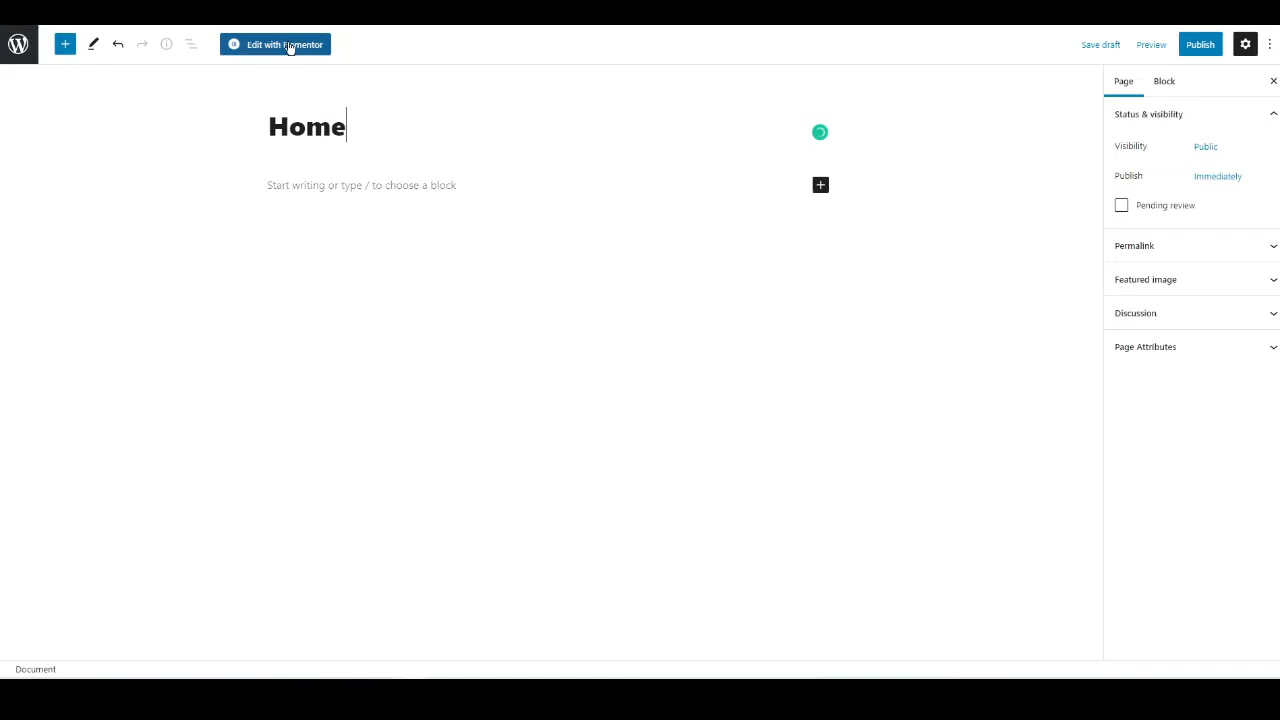 Edit with Elementor
Save draft
Preview
Publish
Page
Block
Home
Status & visibility
Visibility
Public
Start writing or type / to choose a block
Publish
Immediately
Pending review
Permalink
Featured image
Discussion
Page Attributes
Document